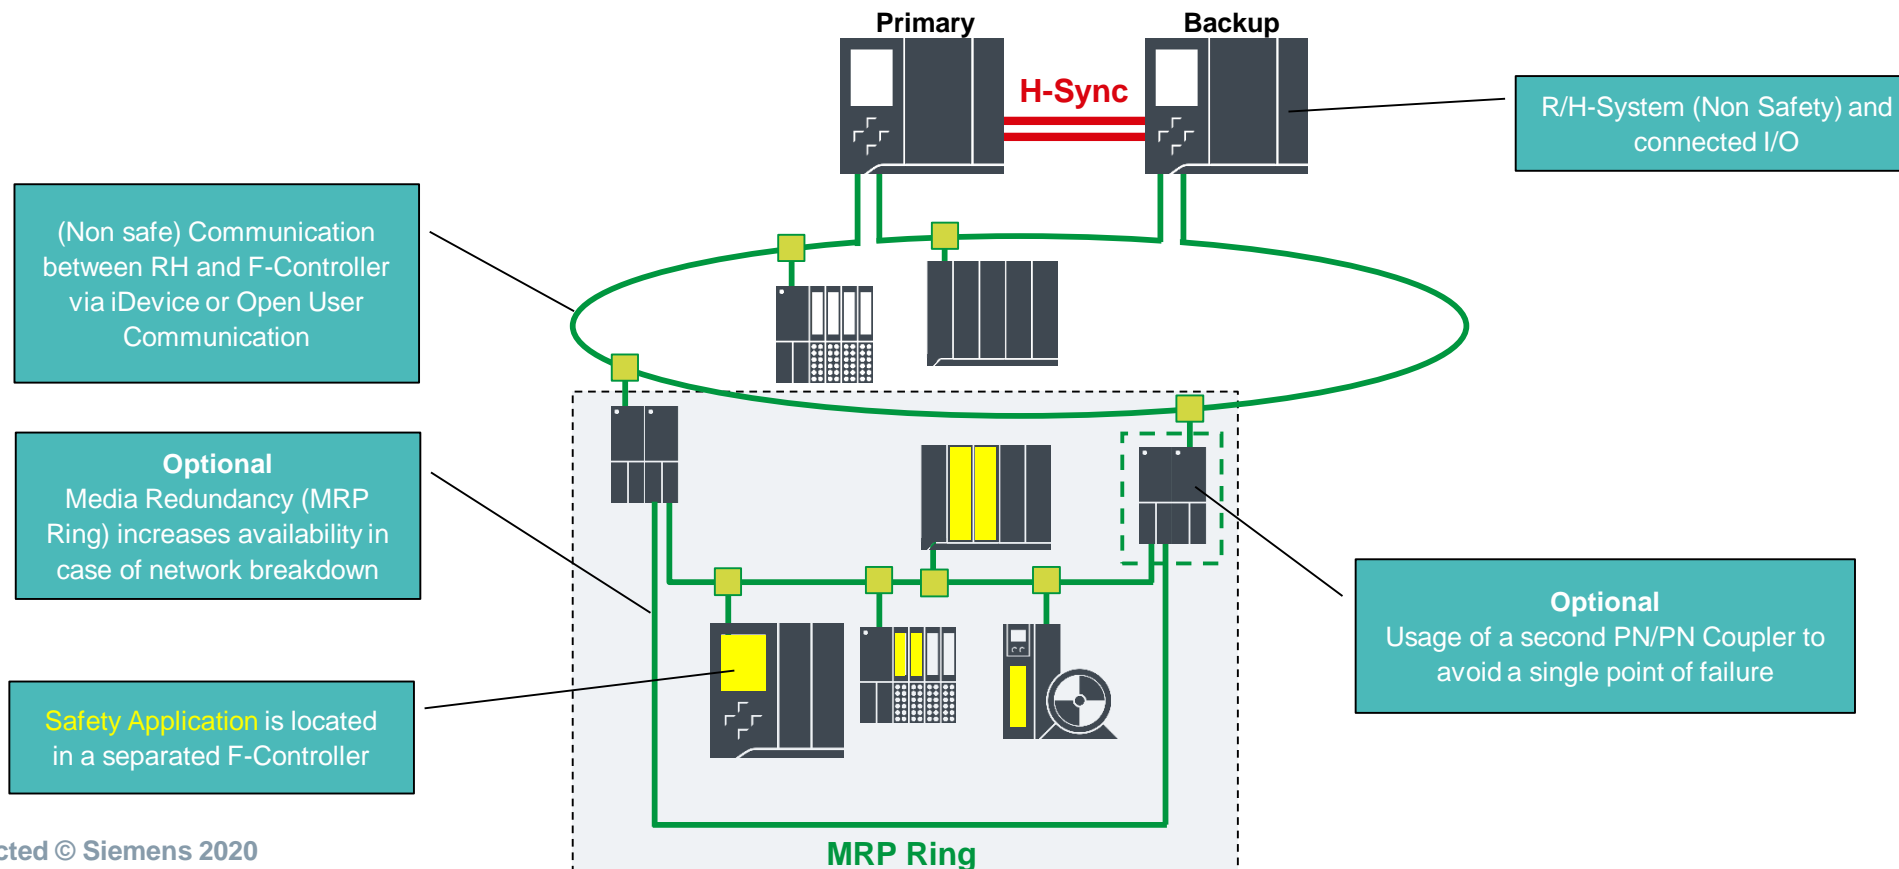 Primary
Backup
H-Sync
R/H-System (Non Safety) and
connected I/O
(Non safe) Communication
between RH and F-Controller
via iDevice or Open User
Communication
Optional
Media Redundancy (MRP
Ring) increases availability in
case of network breakdown
Optional
Usage of a second PN/PN Coupler to
avoid a single point of failure
Safety Application is located
in a separated F-Controller
MRP Ring
cted © Siemens 2020